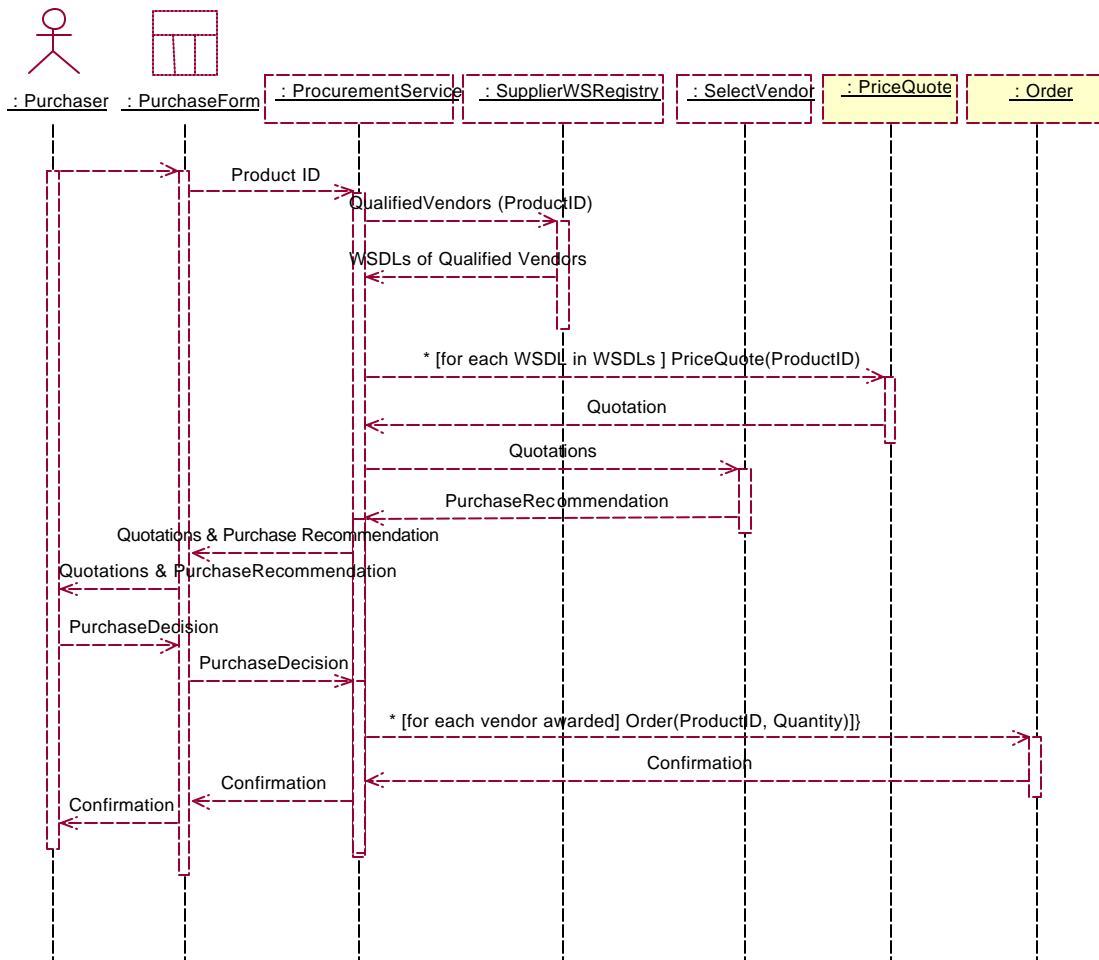 : Purchaser
: PurchaseForm
: ProcurementService
: SupplierWSRegistry
: SelectVendor
: PriceQuote
: Order
Product ID
QualifiedVendors (ProductID)
WSDLs of Qualified Vendors
* [for each WSDL in WSDLs ] PriceQuote(ProductID)
Quotation
Quotations
PurchaseRecommendation
Quotations & Purchase Recommendation
Quotations & PurchaseRecommendation
PurchaseDecision
PurchaseDecision
* [for each vendor awarded] Order(ProductID, Quantity)]}
Confirmation
Confirmation
Confirmation